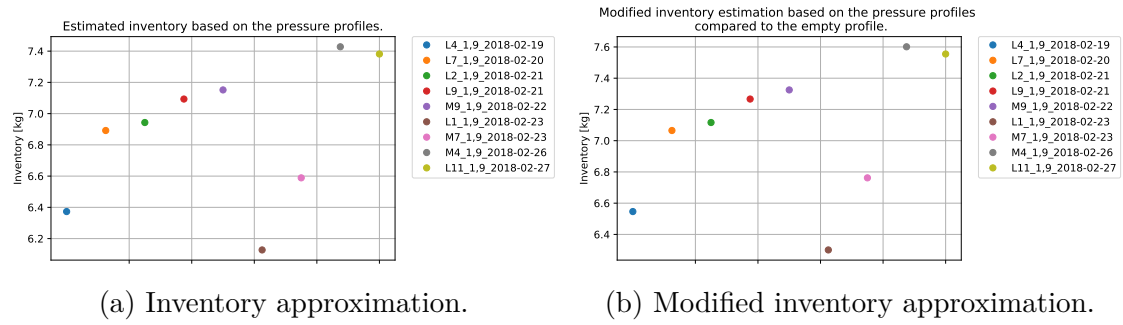 Estimated inventory based on the pressure profiles.
Inventory [kg]
7.4
7.2
7.0
6.8
6.6
6.4
6.2
L4_1,9_2018-02-19
L7_1,9_2018-02-20
L2_1,9_2018-02-21
L9_1,9_2018-02-21
M9_1,9_2018-02-22
L1_1,9_2018-02-23
M7_1,9_2018-02-23
M4_1,9_2018-02-26
L11_1,9_2018-02-27
(a) Inventory approximation.
Modified inventory estimation based on the pressure profiles
compared to the empty profile.
Inventory [kg]
7.6
7.4
7.2
7.0
6.8
6.6
6.4
L4_1,9_2018-02-19
L7_1,9_2018-02-20
L2_1,9_2018-02-21
L9_1,9_2018-02-21
M9_1,9_2018-02-22
L1_1,9_2018-02-23
M7_1,9_2018-02-23
M4_1,9_2018-02-26
L11_1,9_2018-02-27
(b) Modified inventory approximation.